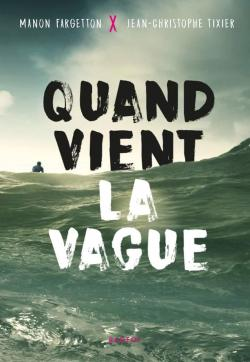 MANON FARGETTON X JEAN-CHRISTOPHE TIXIER
QUAND
VIENT
LA
VAGUE